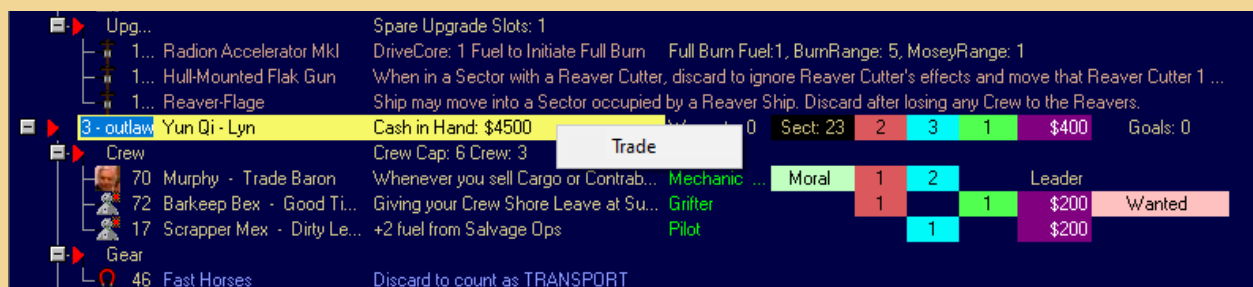 Upg... Spare Upgrade Slots: 1
1... Radion Accelerator MkI DriveCore: 1 Fuel to Initiate Full Burn Full Burn Fuel:1, BurnRange: 5, MoseyRange: 1
1... Hull-Mounted Flak Gun When in a Sector with a Reaver Cutter, discard to ignore Reaver Cutter's effects and move that Reaver Cutter 1 ...
1... Reaver-Flage Ship may move into a Sector occupied by a Reaver Ship. Discard after losing any Crew to the Reavers.
3 - outlaw Yun Qi - Lyn Cash in Hand: $4500 0 Sect: 23 2 3 1 $400 Goals: 0
Trade
Crew Crew Cap: 6 Crew: 3
70 Murphy - Trade Baron Whenever you sell Cargo or Contrab... Mechanic ... Moral 1 2 Leader
72 Barkeep Bex - Good Ti... Giving your Crew Shore Leave at Su... Grifter 1 1 $200 Wanted
17 Scrapper Mex - Dirty Le... +2 fuel from Salvage Ops Pilot 1 $200
Gear
46 Fast Horses Discard to count as TRANSPORT